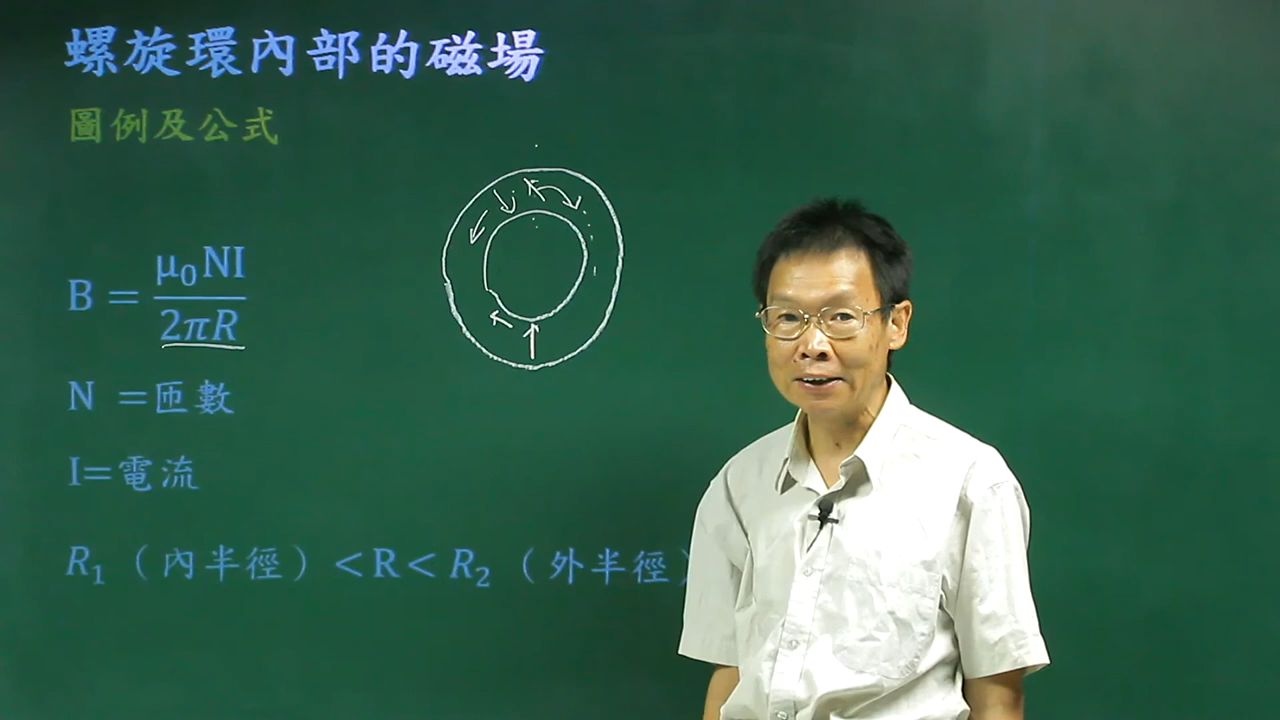 螺旋環內部的磁場
圖例及公式
B = μ₀NI / 2πR
N =匝數
I=電流
R₁（內半徑）<R<R₂（外半徑）